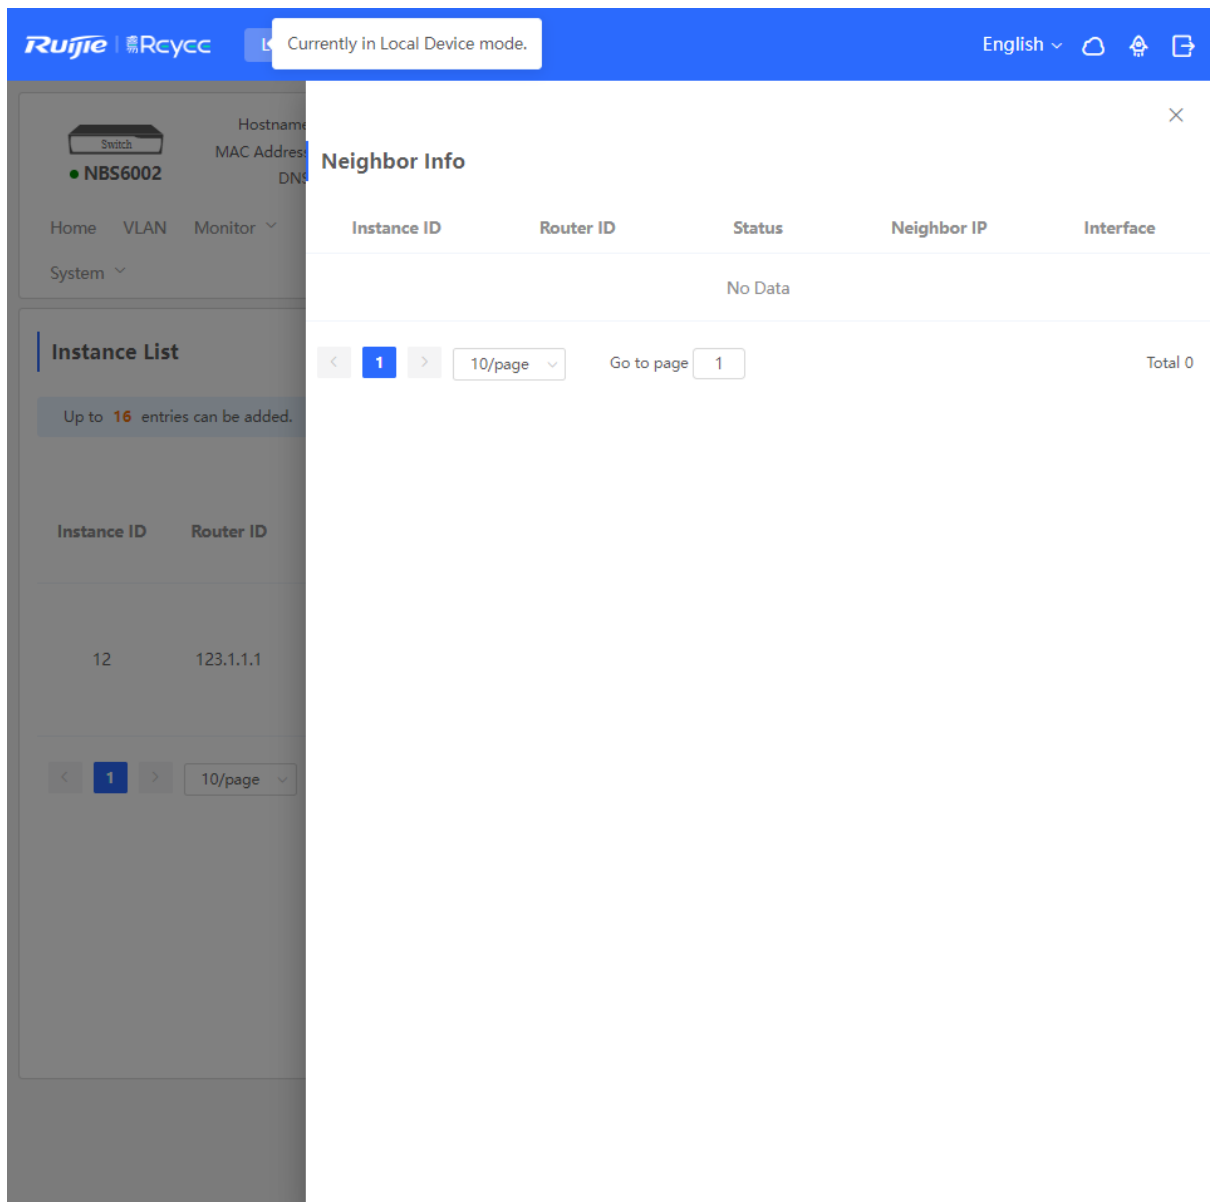 Ruijie 睿易 Reyee
Currently in Local Device mode.
English
Switch
NBS6002
Hostname
MAC Address
DNS
Home VLAN Monitor
System
Instance List
Up to 16 entries can be added.
Instance ID Router ID
12 123.1.1.1
1 10/page
Neighbor Info
Instance ID Router ID Status Neighbor IP Interface
No Data
1 10/page Go to page 1 Total 0